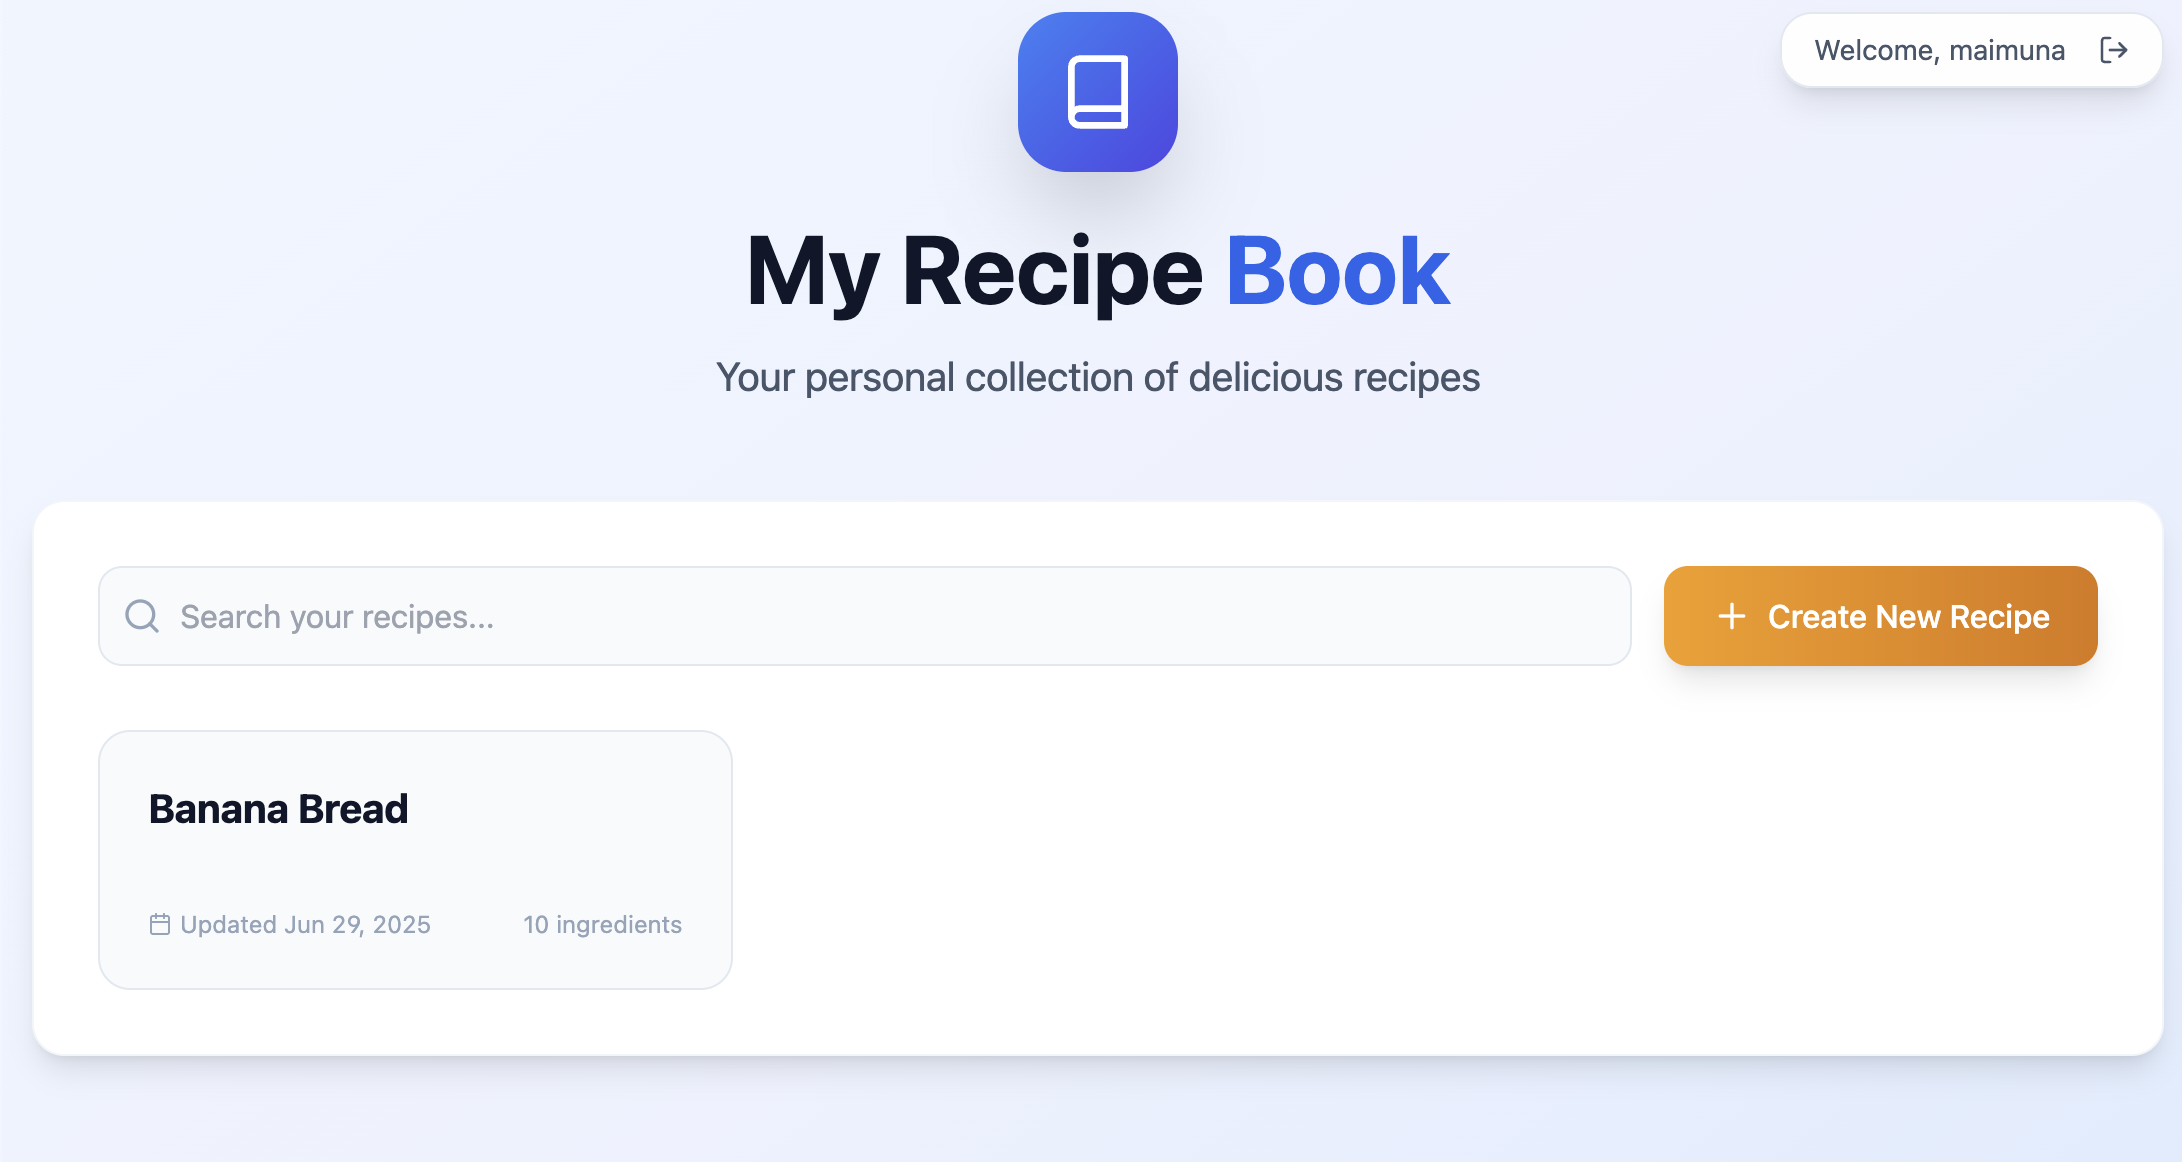 Welcome, maimuna
My Recipe Book
Your personal collection of delicious recipes
Search your recipes...
Create New Recipe
Banana Bread
Updated Jun 29, 2025
10 ingredients